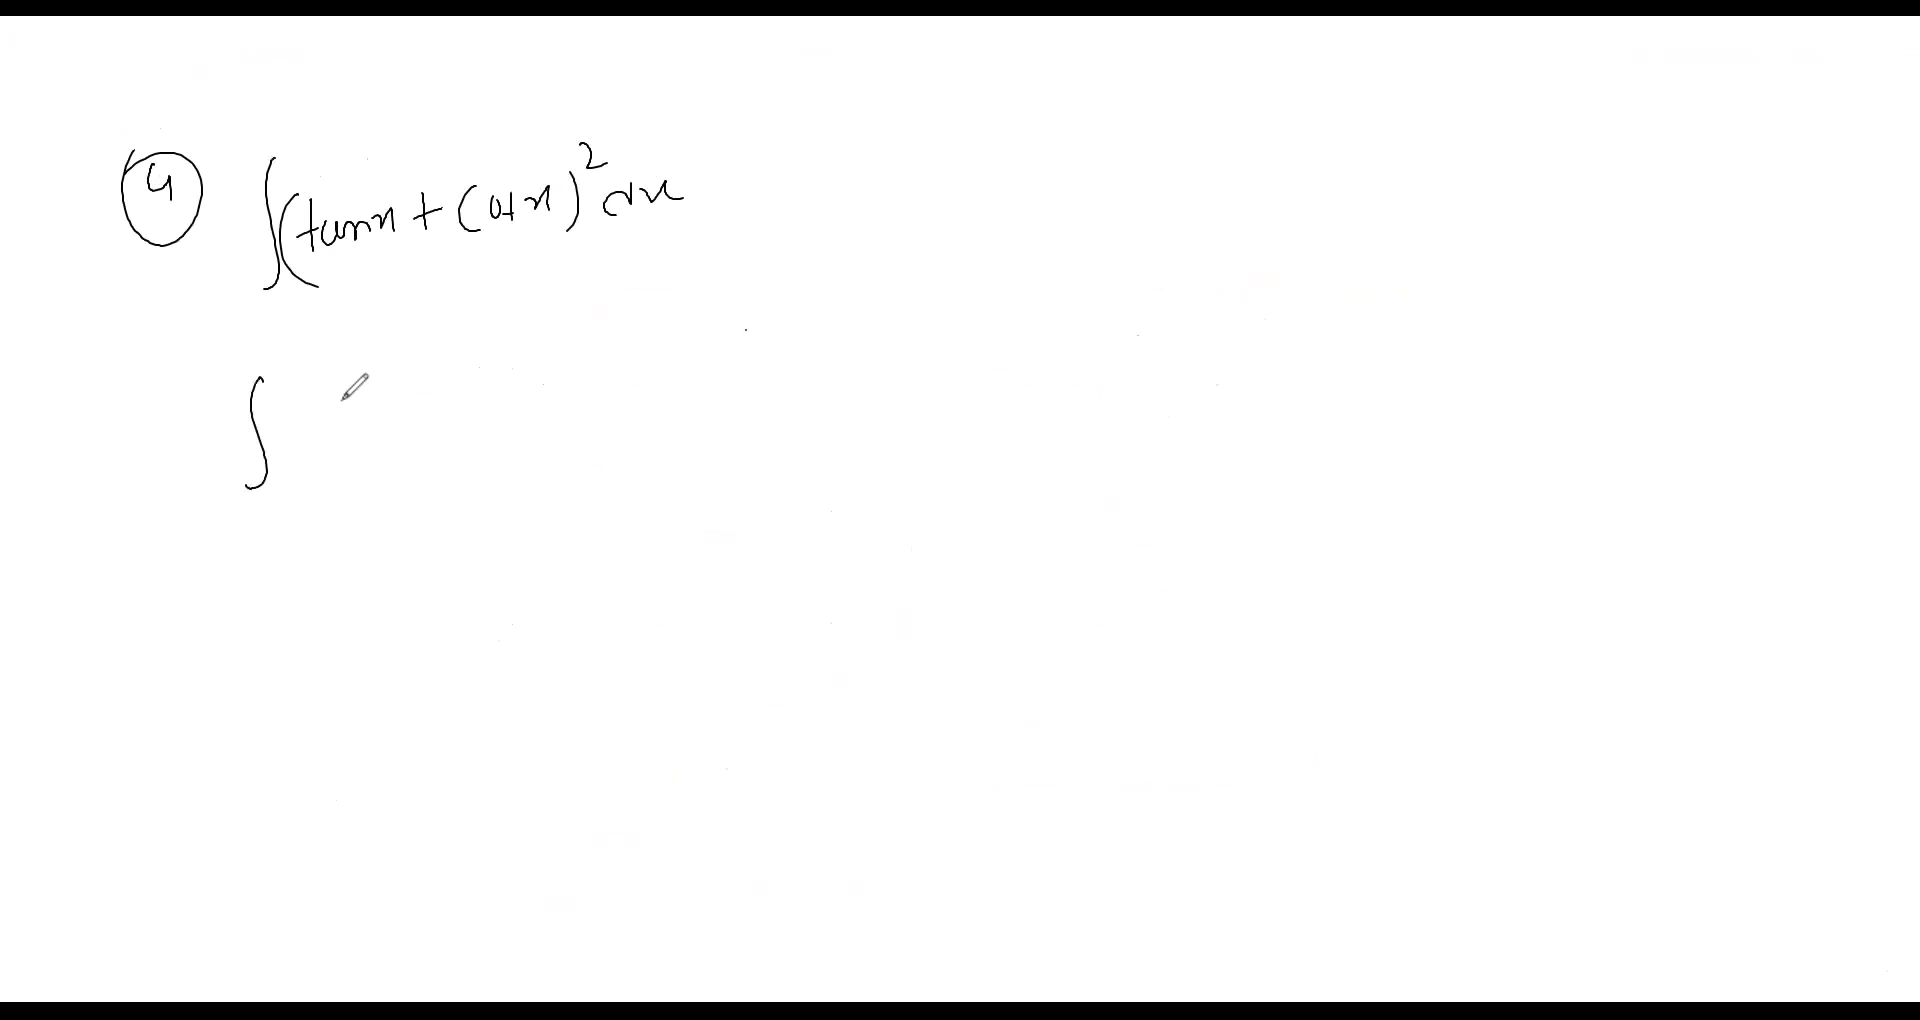 ④ ∫(tanx + cotx)² dx
∫